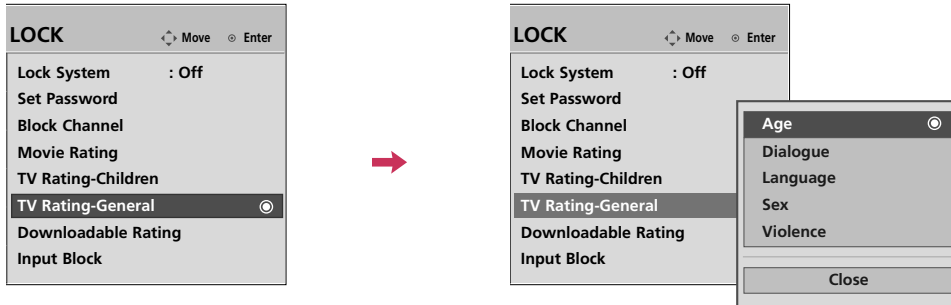 LOCK Move Enter
Lock System : Off
Set Password
Block Channel
Movie Rating
TV Rating-Children
TV Rating-General
Downloadable Rating
Input Block
LOCK Move Enter
Lock System : Off
Set Password
Block Channel
Movie Rating
TV Rating-Children
TV Rating-General
Downloadable Rating
Input Block
Age
Dialogue
Language
Sex
Violence
Close